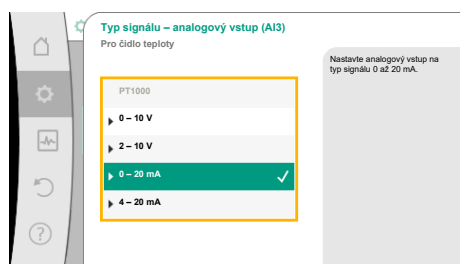 Typ signálu – analogový vstup (AI3)
Pro čidlo teploty
PT1000
0 – 10 V
2 – 10 V
0 – 20 mA
4 – 20 mA
Nastavte analogový vstup na
typ signálu 0 až 20 mA.